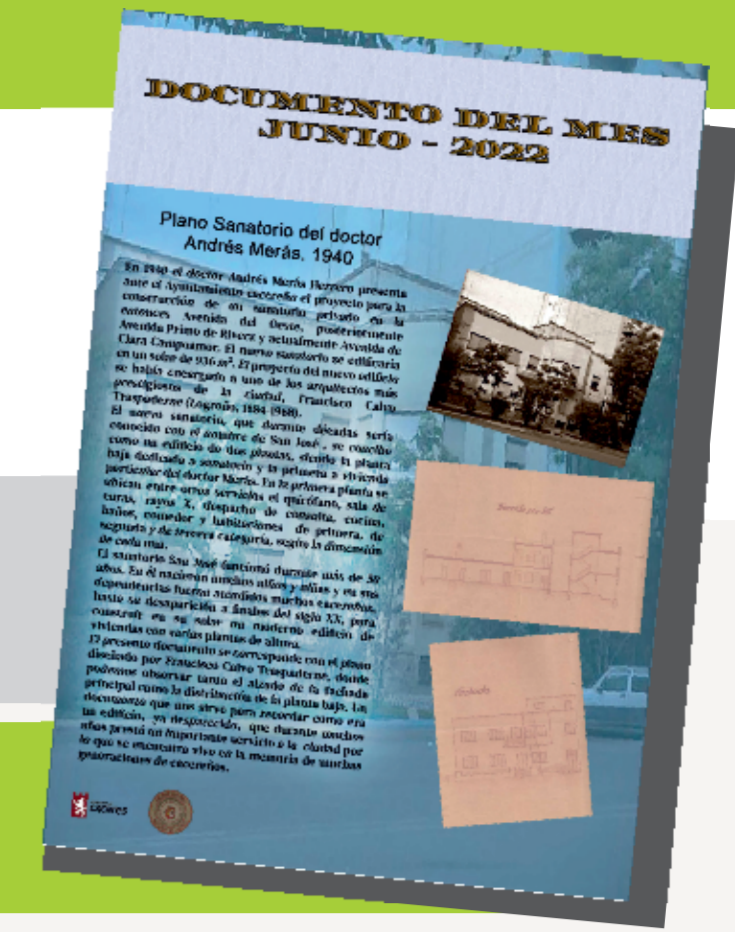 DOCUMENTO DEL MES
JUNIO - 2022
Plano Sanatorio del doctor
Andrés Merás. 1940
En 1940 el doctor Andrés Merás Herrero presenta
ante el Ayuntamiento cacereño el proyecto para la
construcción de un sanatorio privado en la
entonces Avenida del Oeste, posteriormente
Avenida Primo de Rivera y actualmente Avenida de
Clara Campoamor. El nuevo sanatorio se edificaría
en un solar de 936 m². El proyecto del nuevo edificio
se había encargado a uno de los arquitectos más
prestigiosos de la ciudad, Francisco Calvo
Traspaderne (Logroño, 1884-1968).
El nuevo sanatorio, que durante décadas sería
conocido con el nombre de San José, se concibe
como un edificio de dos plantas, siendo la planta
baja dedicada a sanatorio y la primera a vivienda
particular del doctor Merás. En la primera planta se
ubican entre otros servicios el quirófano, sala de
curas, rayos X, despacho de consulta, cocina,
baños, comedor y habitaciones de primera, de
segunda y de tercera categoría, según la dimensión
de cada una.
El sanatorio San José funcionó durante más de 50
años. En él nacieron muchos niños y niñas y en sus
dependencias fueron atendidos muchos cacereños,
hasta su desaparición a finales del siglo XX, para
construir en su solar un moderno edificio de
viviendas con varias plantas de altura.
El presente documento se corresponde con el plano
diseñado por Francisco Calvo Traspaderne, donde
podemos observar tanto el alzado de la fachada
principal como la distribución de la planta baja. Un
documento que nos sirve para recordar como era
un edificio, ya desaparecido, que durante muchos
años prestó un importante servicio a la ciudad por
lo que se encuentra vivo en la memoria de muchas
generaciones de cacereños.
Fachada
cáceres